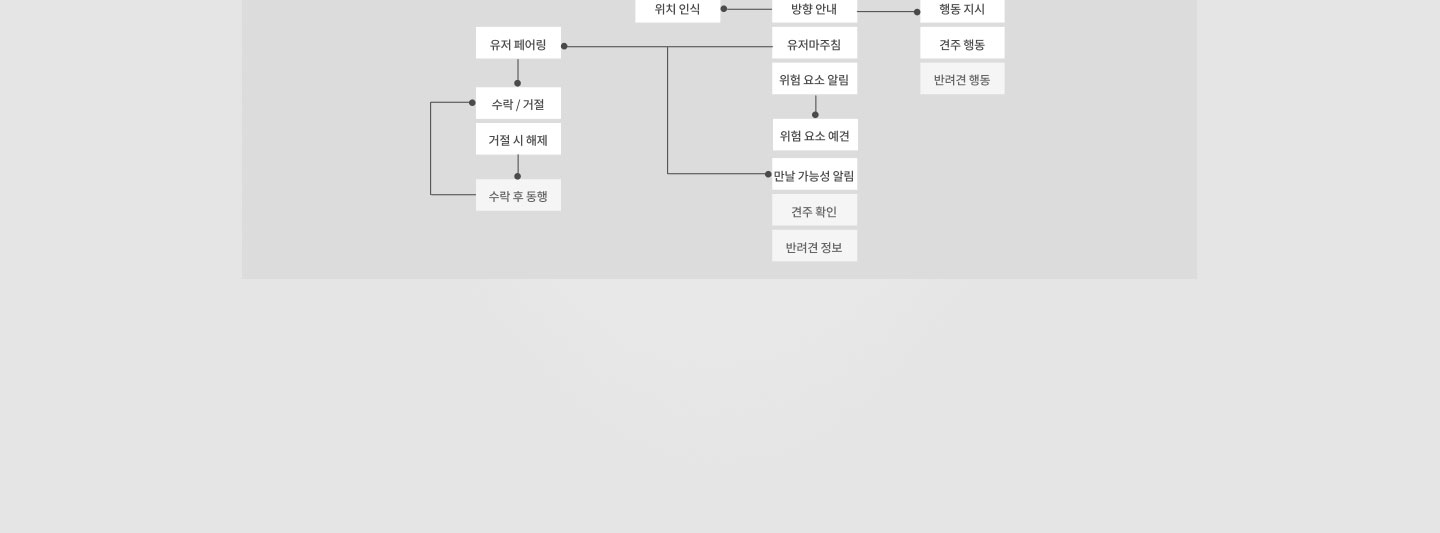 위치 인식
방향 안내
행동 지시
유저 페어링
유저마주침
견주 행동
위험 요소 알림
반려견 행동
수락 / 거절
거절 시 해제
위험 요소 예견
만날 가능성 알림
수락 후 동행
견주 확인
반려견 정보